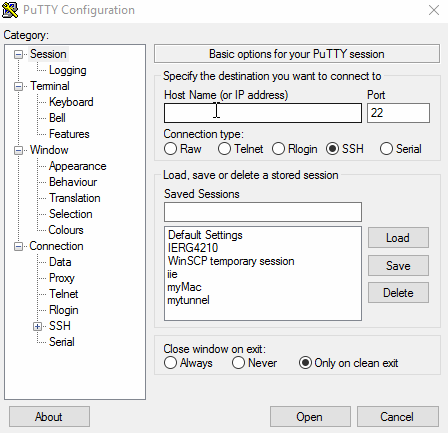 PuTTY Configuration
Category:
Session
Logging
Terminal
Keyboard
Bell
Features
Window
Appearance
Behaviour
Translation
Selection
Colours
Connection
Data
Proxy
Telnet
Rlogin
SSH
Serial
Basic options for your PuTTY session
Specify the destination you want to connect to
Host Name (or IP address) Port
22
Connection type:
Raw Telnet Rlogin SSH Serial
Load, save or delete a stored session
Saved Sessions
Default Settings
IERG4210
WinSCP temporary session
iie
myMac
mytunnel
Load
Save
Delete
Close window on exit:
Always Never Only on clean exit
About Open Cancel